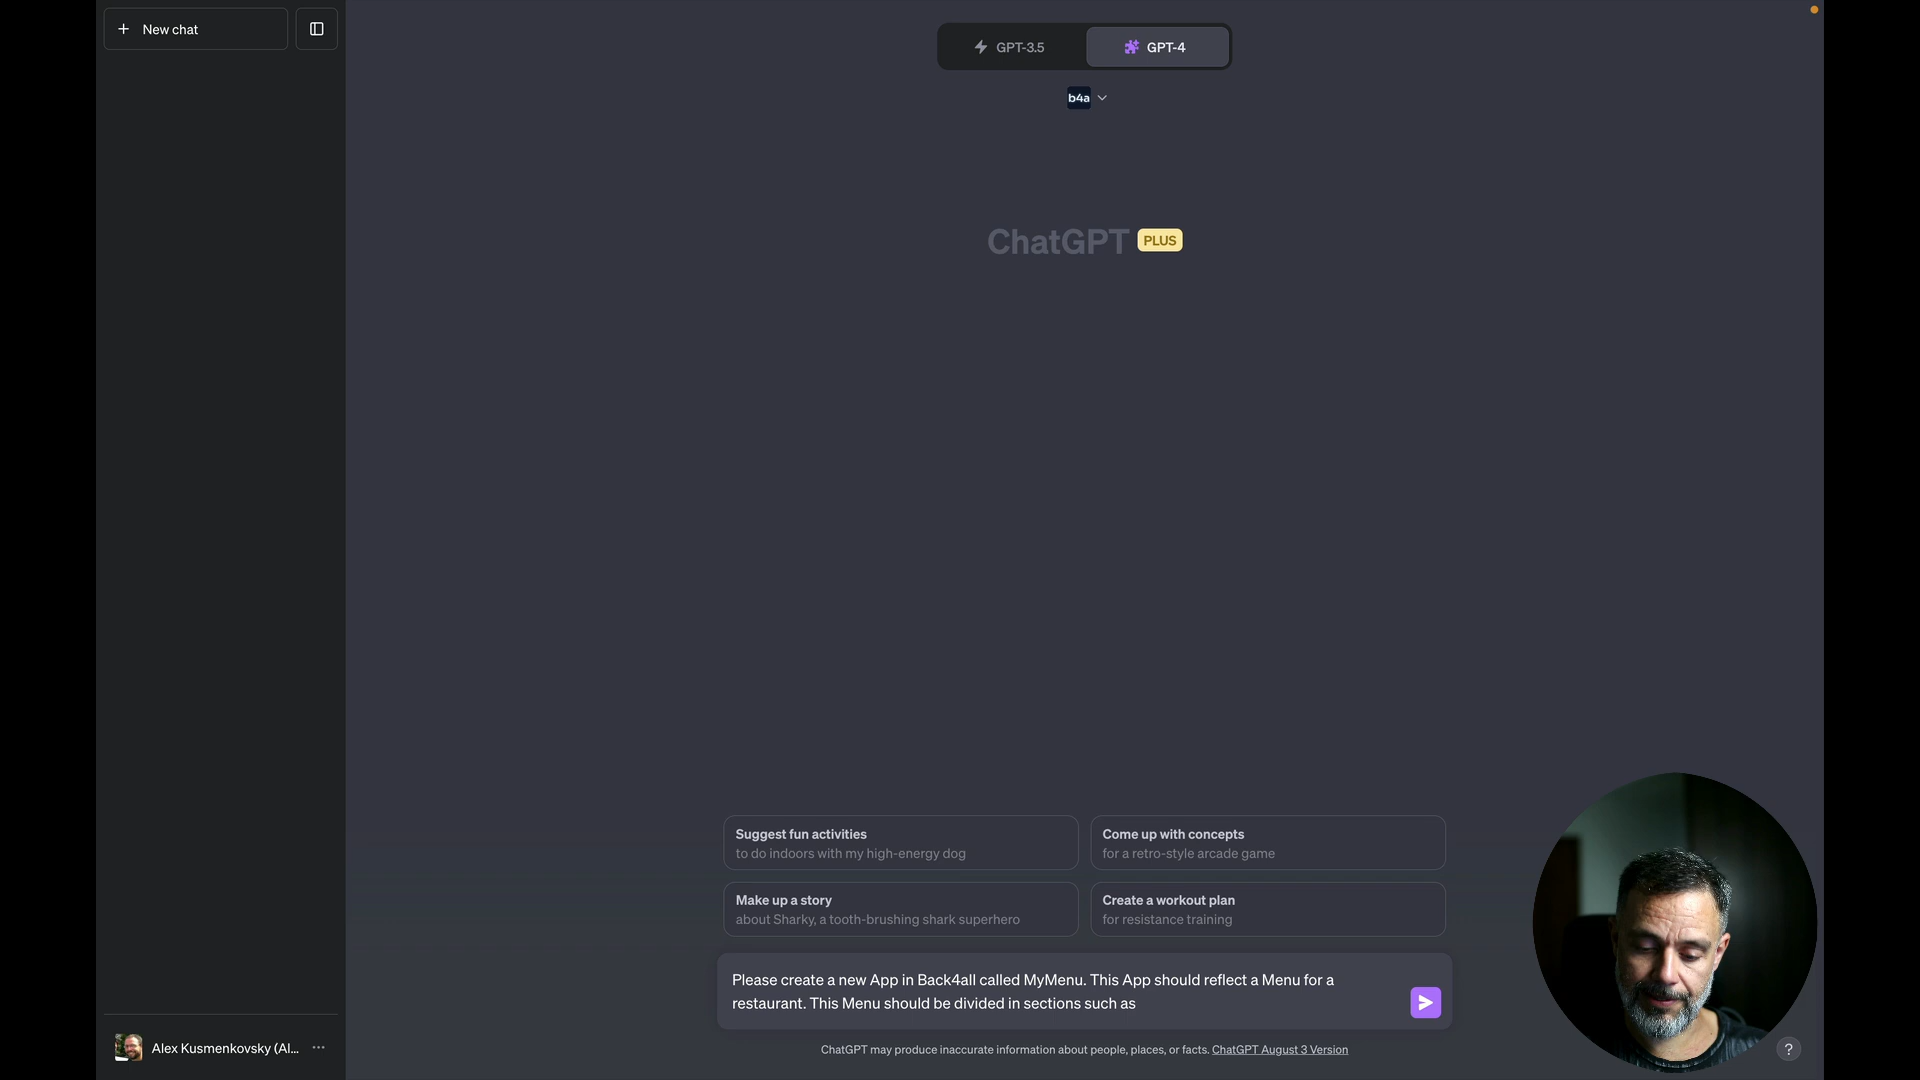 New chat
GPT-3.5
GPT-4
b4a
ChatGPT PLUS
Suggest fun activities
to do indoors with my high-energy dog
Come up with concepts
for a retro-style arcade game
Make up a story
about Sharky, a tooth-brushing shark superhero
Create a workout plan
for resistance training
Please create a new App in Back4all called MyMenu. This App should reflect a Menu for a
restaurant. This Menu should be divided in sections such as
Alex Kusmenkovsky (Al...
ChatGPT may produce inaccurate information about people, places, or facts. ChatGPT August 3 Version
?